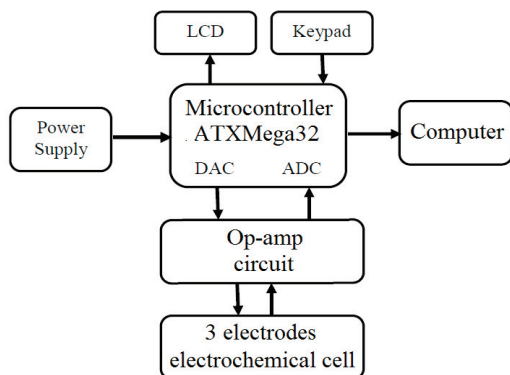 LCD
Keypad
Microcontroller
ATXMega32
DAC ADC
Power
Supply
Computer
Op-amp
circuit
3 electrodes
electrochemical cell